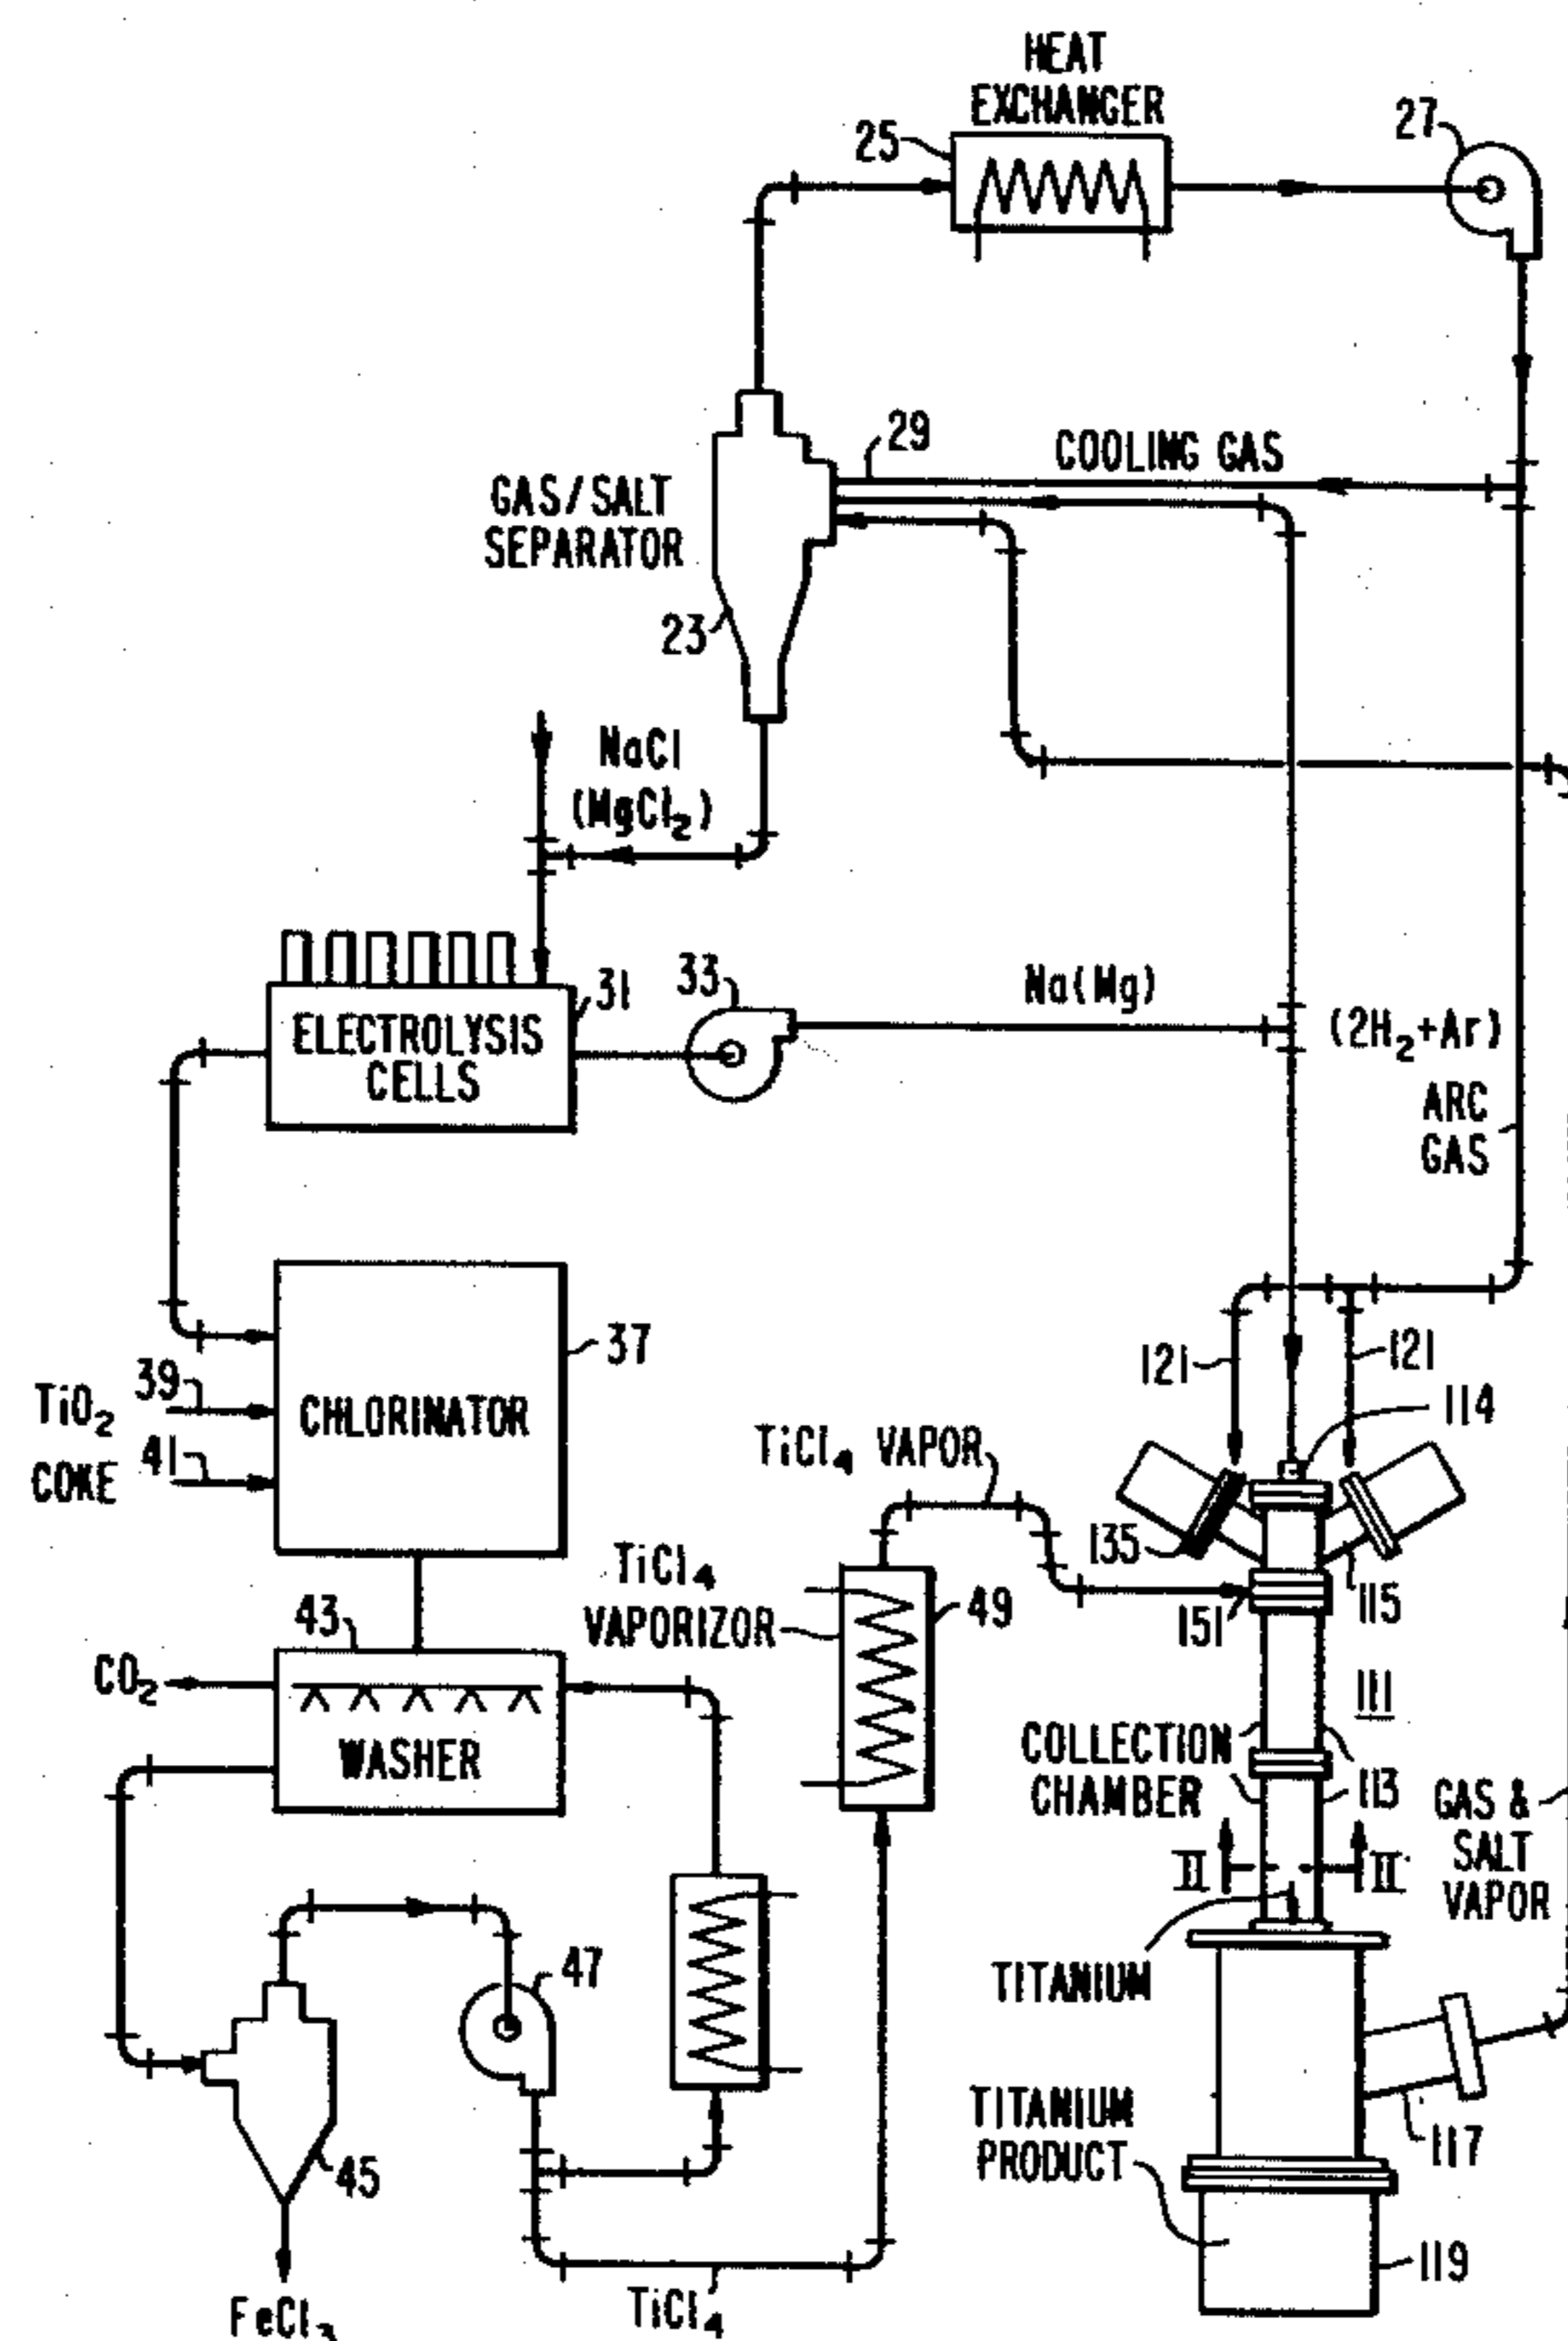 HEAT
EXCHANGER
25
27
29
COOLING GAS
GAS/SALT
SEPARATOR
23
NaCl
(MgCl₂)
33
31
Na(Mg)
(2H₂+Ar)
ELECTROLYSIS
CELLS
ARC
GAS
37
121
121
39
TiO₂
CHLORINATOR
114
41
COKE
TiCl₄ VAPOR
135
TiCl₄
VAPORIZOR
49
151
115
43
CO₂
111
WASHER
COLLECTION
CHAMBER
113
GAS &
SALT
VAPOR
II
II
47
TITANIUM
45
TITANIUM
PRODUCT
117
119
FeCl₃
TiCl₄